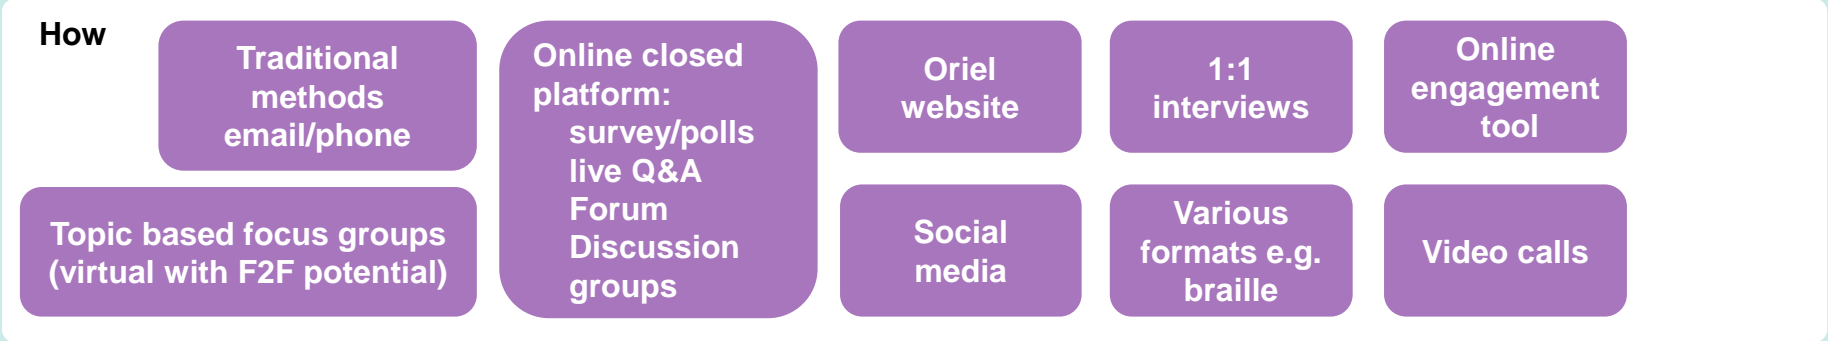 How
Traditional
methods
email/phone
Topic based focus groups
(virtual with F2F potential)
Online closed
platform:
survey/polls
live Q&A
Forum
Discussion
groups
Oriel
website
Social
media
1:1
interviews
Various
formats e.g.
braille
Online
engagement
tool
Video calls